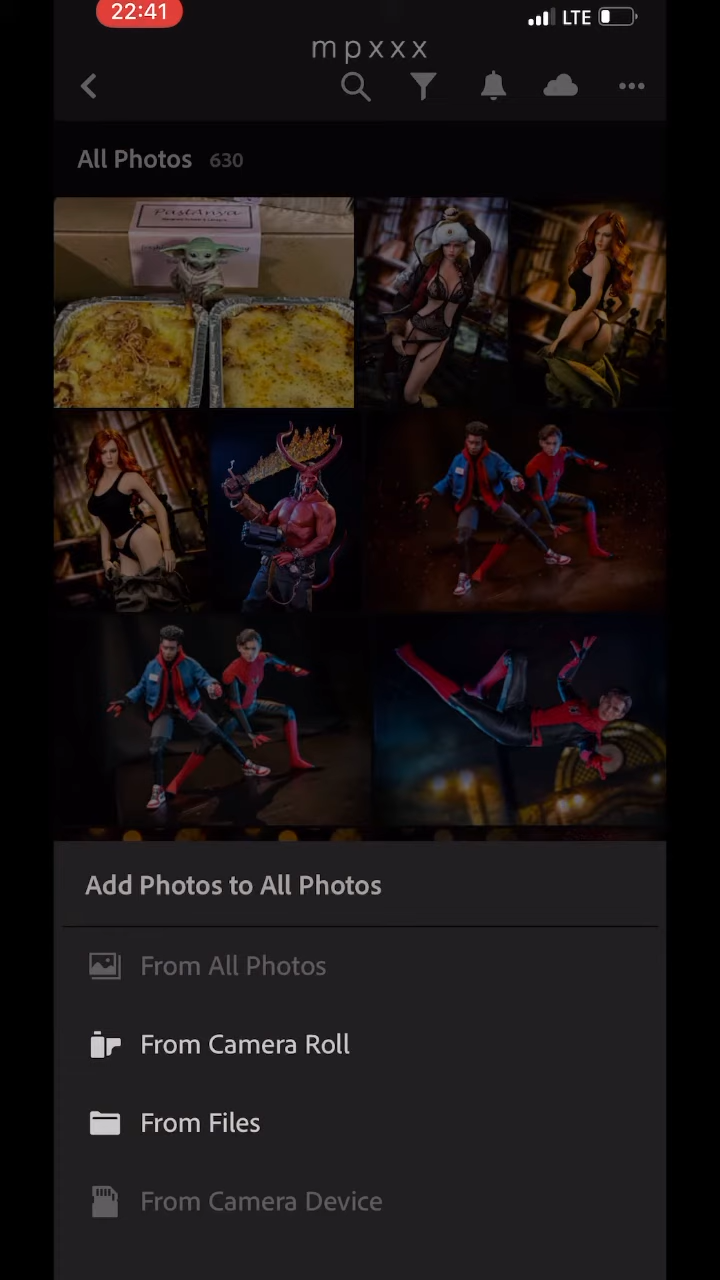 22:41
LTE
mpxxx
All Photos 630
PastAnya
Add Photos to All Photos
From All Photos
From Camera Roll
From Files
From Camera Device